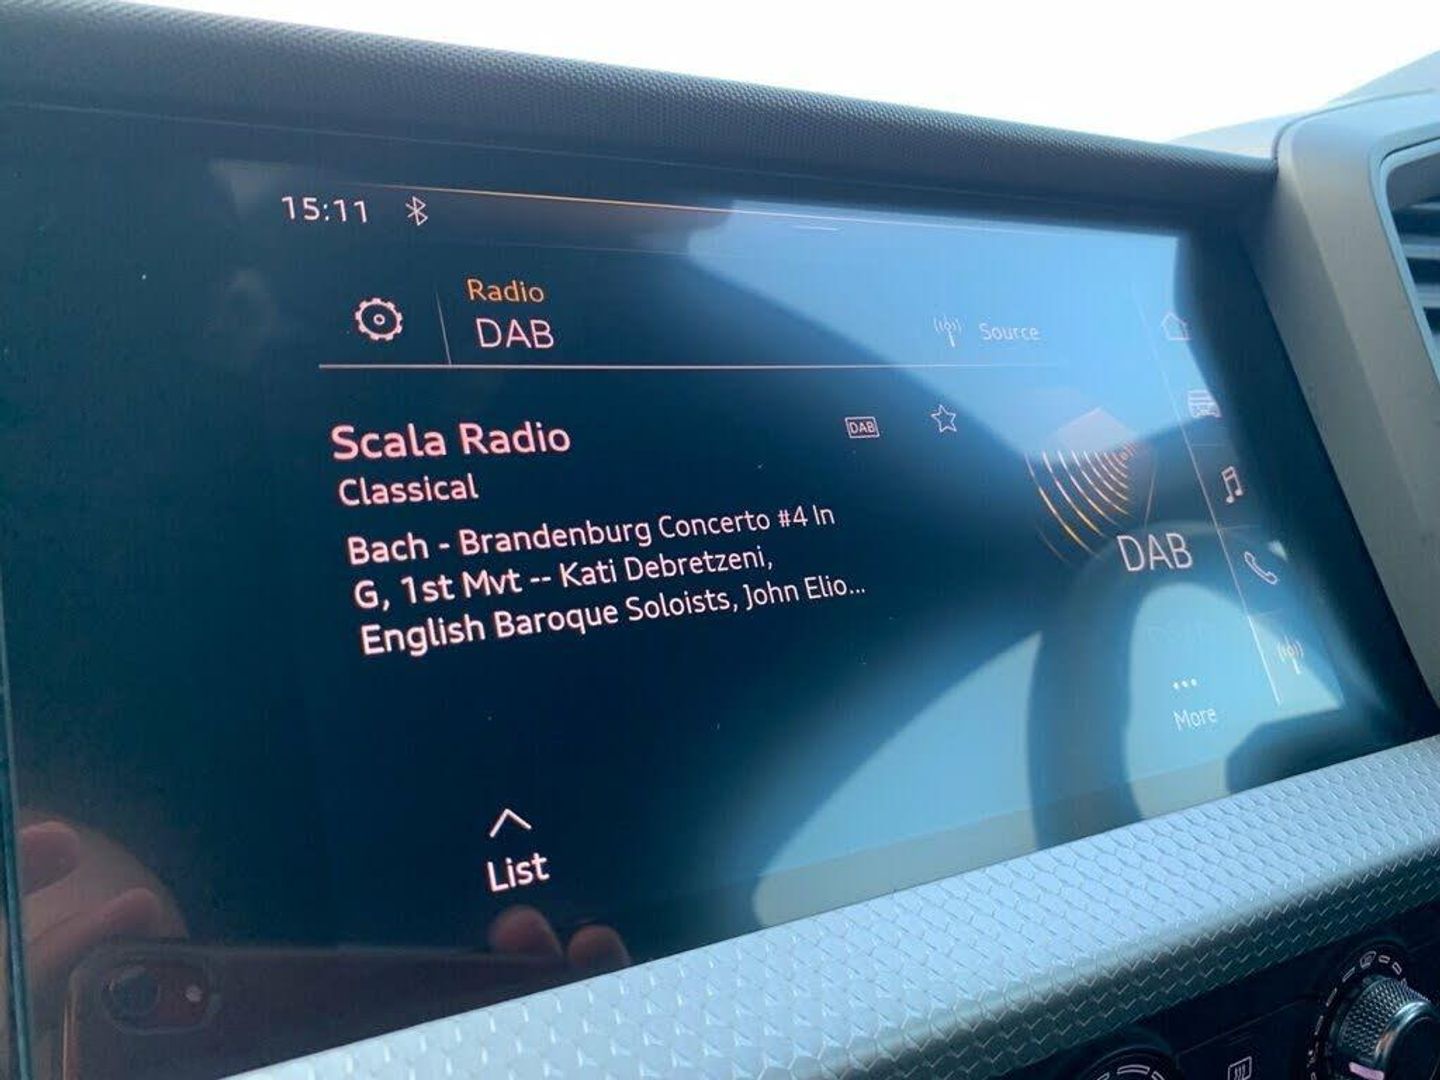 15:11
Radio
DAB
Source
Scala Radio
DAB
Classical
Bach - Brandenburg Concerto #4 In
G, 1st Mvt -- Kati Debretzeni,
English Baroque Soloists, John Elio...
DAB
More
List